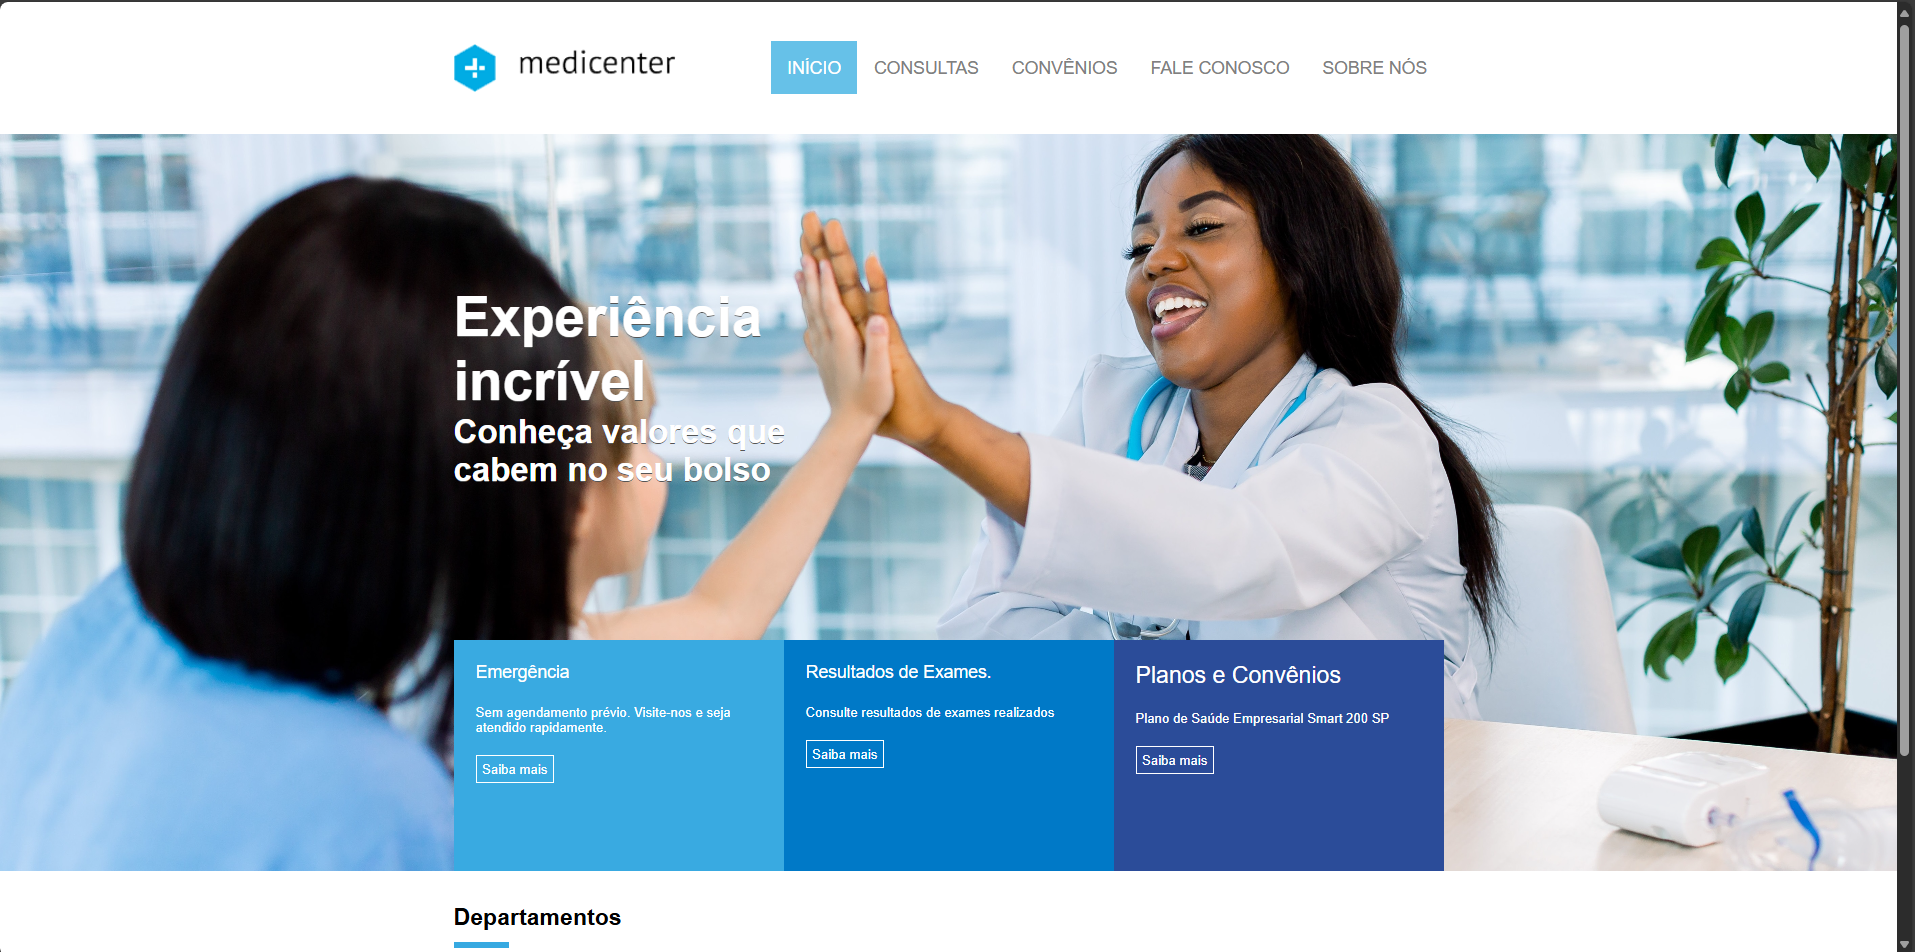 medicenter
INÍCIO CONSULTAS CONVÊNIOS FALE CONOSCO SOBRE NÓS
Experiência
incrível
Conheça valores que
cabem no seu bolso
Emergência
Sem agendamento prévio. Visite-nos e seja
atendido rapidamente.
Saiba mais
Resultados de Exames.
Consulte resultados de exames realizados
Saiba mais
Planos e Convênios
Plano de Saúde Empresarial Smart 200 SP
Saiba mais
Departamentos